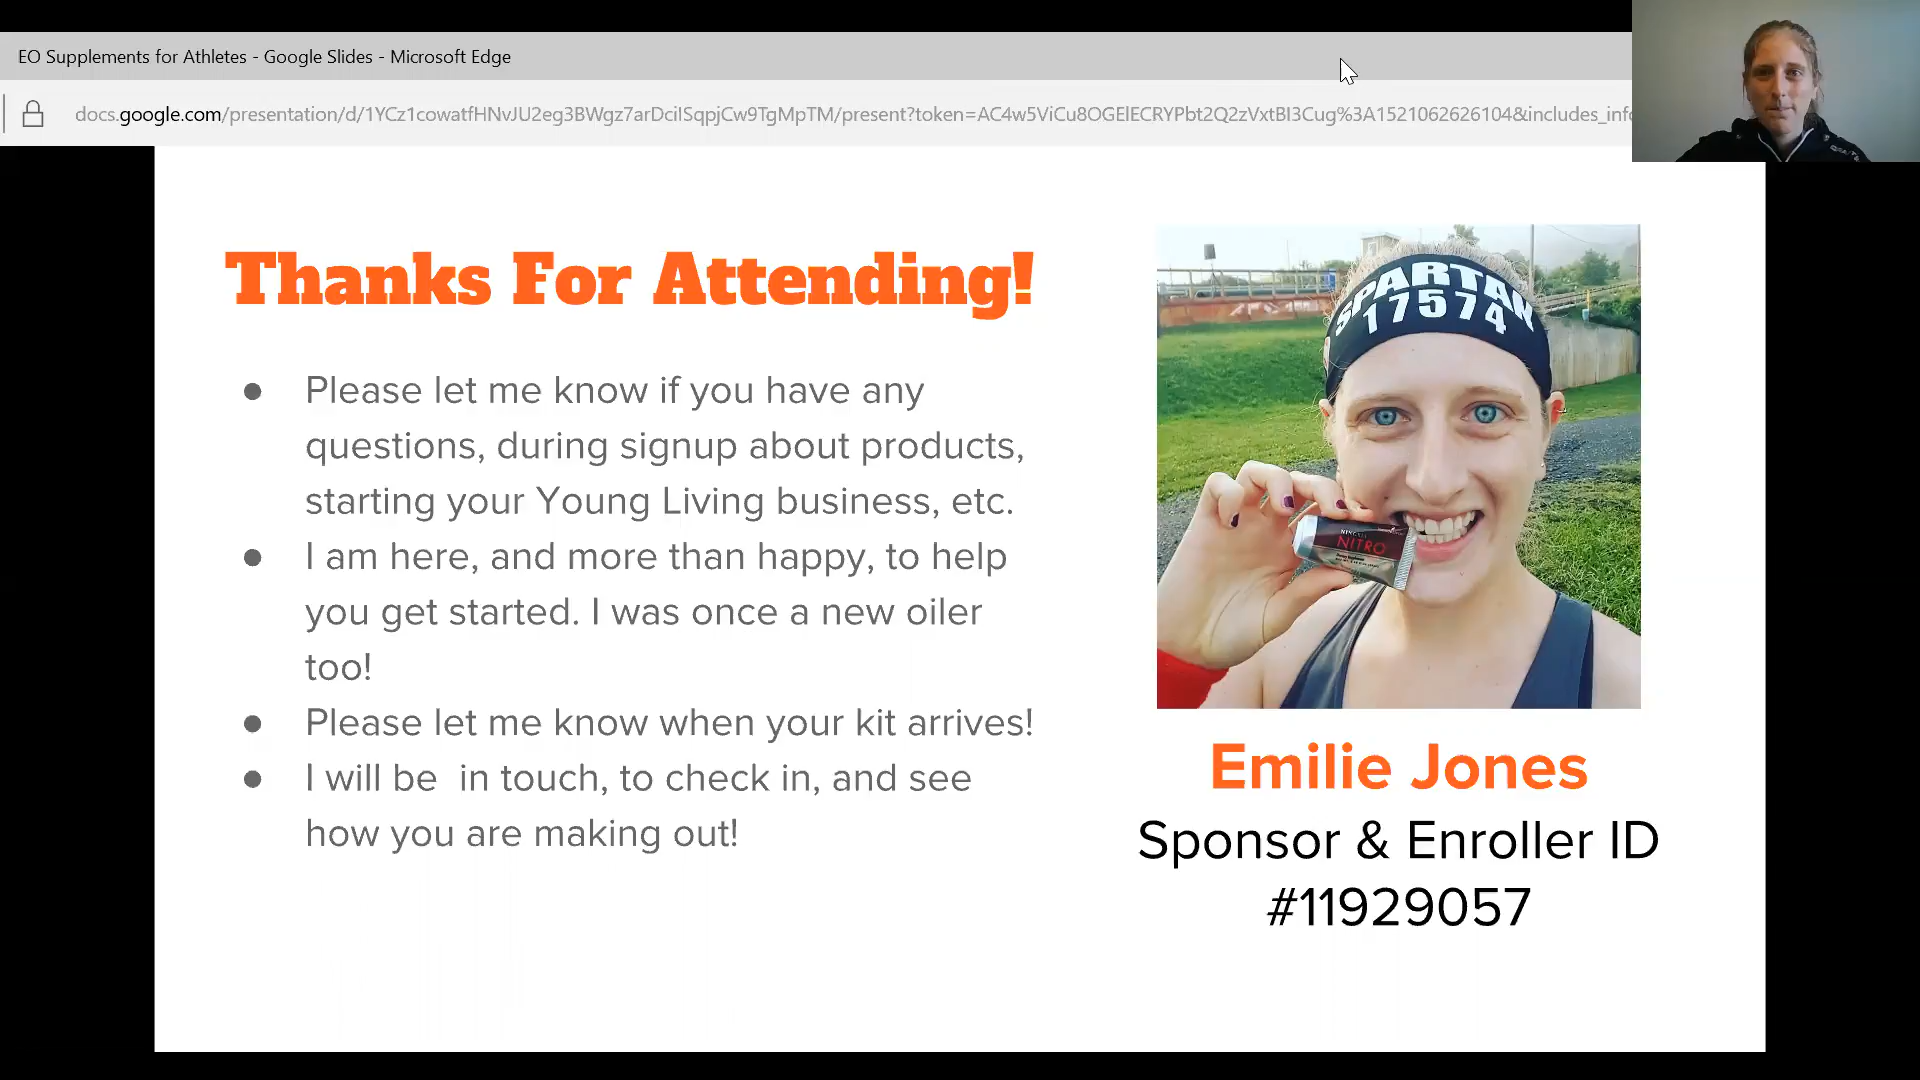 EO Supplements for Athletes - Google Slides - Microsoft Edge
docs.google.com/presentation/d/1YCz1cowatfHNvJU2eg3BWgz7arDciISqpjCw9TgMpTM/present?token=AC4w5ViCu8OGElECRYPbt2Q2zVxtBl3Cug%3A1521062626104&includes_info
Thanks For Attending!
● Please let me know if you have any
questions, during signup about products,
starting your Young Living business, etc.
● I am here, and more than happy, to help
you get started. I was once a new oiler
too!
● Please let me know when your kit arrives!
● I will be  in touch, to check in, and see
how you are making out!
SPARTAN
17574
NINGXIA
NITRO
Emilie Jones
Sponsor & Enroller ID
#11929057